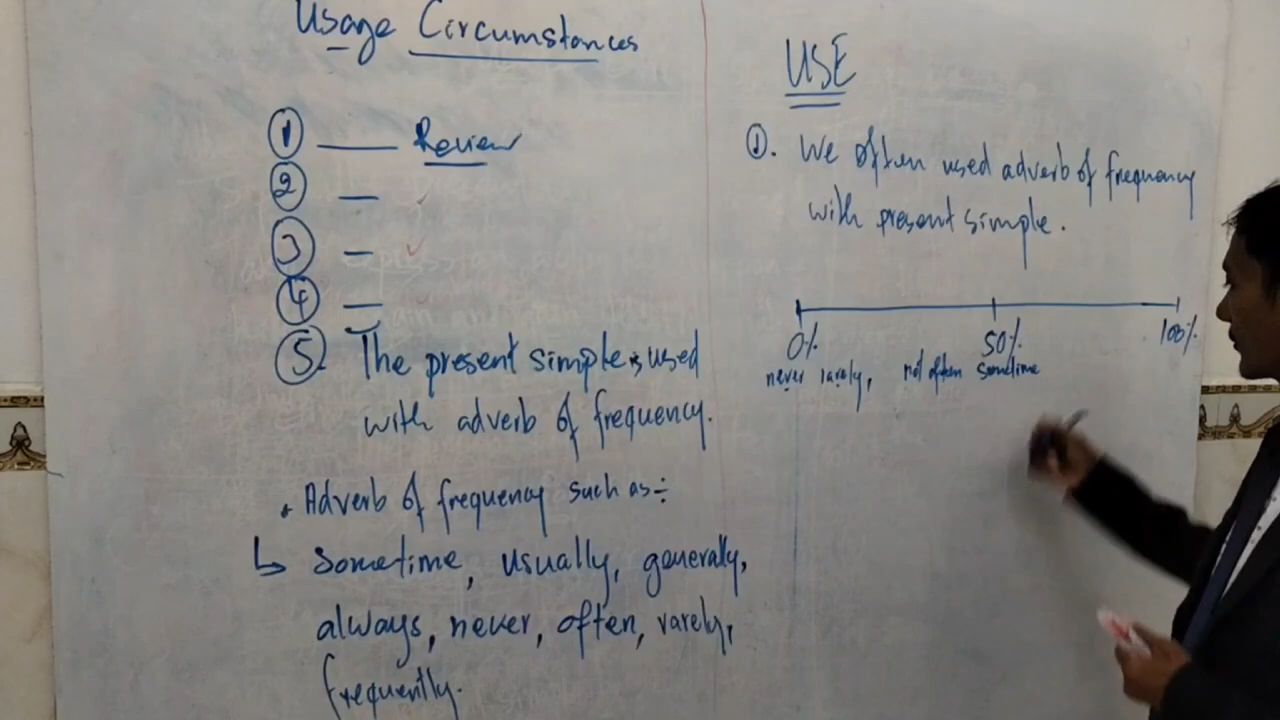 Usage Circumstances
① Review
②
③
④
⑤ The present simple is used
with adverb of frequency.
Adverb of frequency such as:
sometime, usually, generally,
always, never, often, rarely,
frequently.
USE
①. We often used adverb of frequency
with present simple.
0% 50% 100%
never rarely, not often sometime